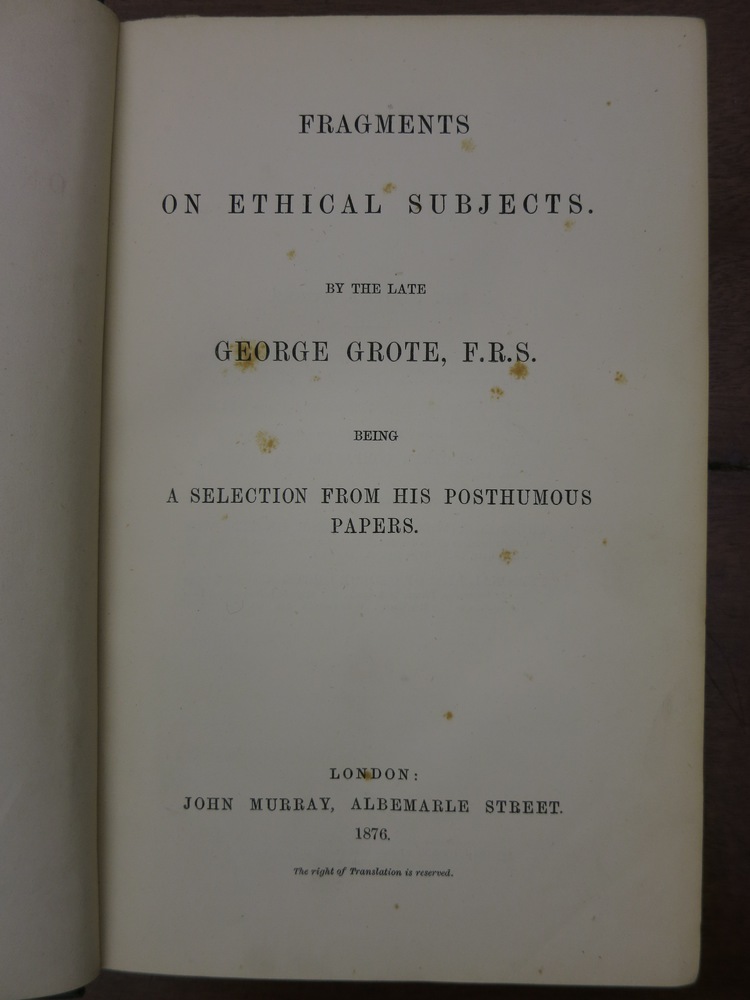 FRAGMENTS
ON ETHICAL SUBJECTS.
BY THE LATE
GEORGE GROTE, F.R.S.
BEING
A SELECTION FROM HIS POSTHUMOUS
PAPERS.
LONDON:
JOHN MURRAY, ALBEMARLE STREET.
1876.
The right of Translation is reserved.